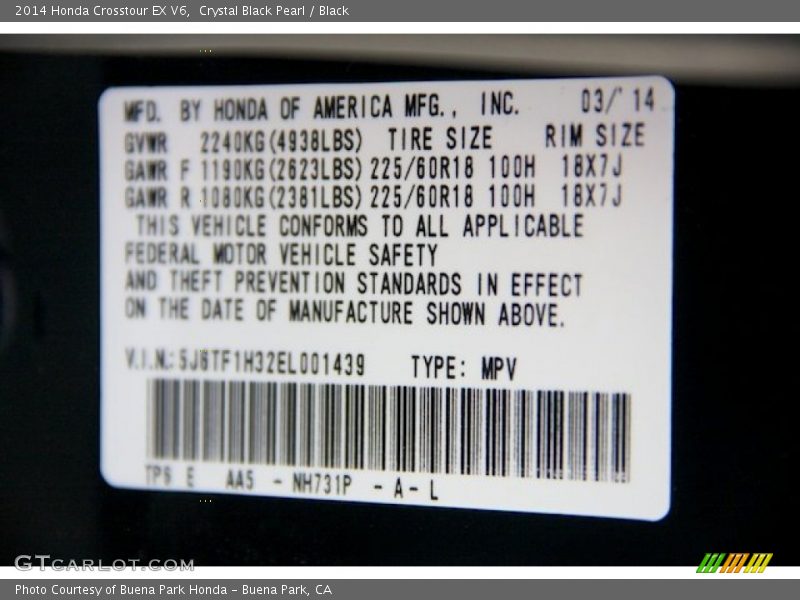 2014 Honda Crosstour EX V6, Crystal Black Pearl / Black
MFD. BY HONDA OF AMERICA MFG., INC. 03/'14
GVWR 2240KG(4938LBS) TIRE SIZE RIM SIZE
GAWR F 1190KG(2623LBS) 225/60R18 100H 18X7J
GAWR R 1080KG(2381LBS) 225/60R18 100H 18X7J
THIS VEHICLE CONFORMS TO ALL APPLICABLE
FEDERAL MOTOR VEHICLE SAFETY
AND THEFT PREVENTION STANDARDS IN EFFECT
ON THE DATE OF MANUFACTURE SHOWN ABOVE.
V.I.N.:5J6TF1H32EL001439 TYPE: MPV
TP6 E AA5 - NH731P - A - L
GTCARLOT.COM
Photo Courtesy of Buena Park Honda - Buena Park, CA